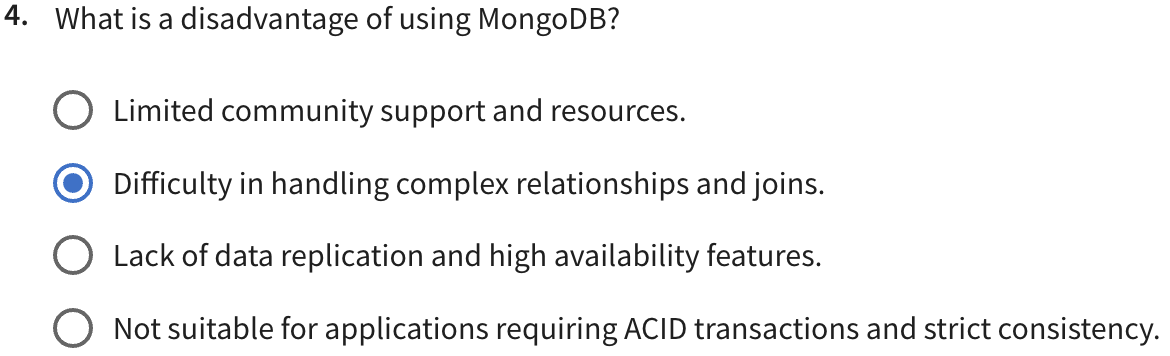 4. What is a disadvantage of using MongoDB?
Limited community support and resources.
Difficulty in handling complex relationships and joins.
Lack of data replication and high availability features.
Not suitable for applications requiring ACID transactions and strict consistency.